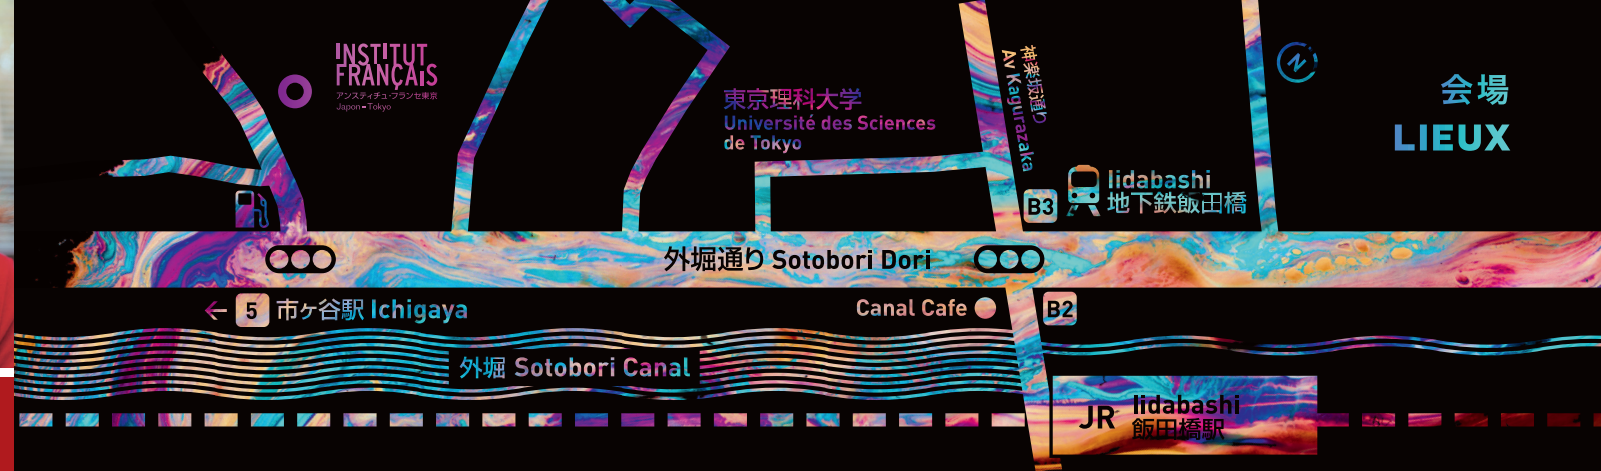 INSTITUT
FRANÇAIS
アンスティチュ・フランセ東京
Japon - Tokyo
東京理科大学
Université des Sciences
de Tokyo
神楽坂通り
Av Kagurazaka
N
会場
LIEUX
Iidabashi
地下鉄飯田橋
B3
外堀通り Sotobori Dori
← 5 市ヶ谷駅 Ichigaya
Canal Cafe
B2
外堀 Sotobori Canal
JR Iidabashi
飯田橋駅